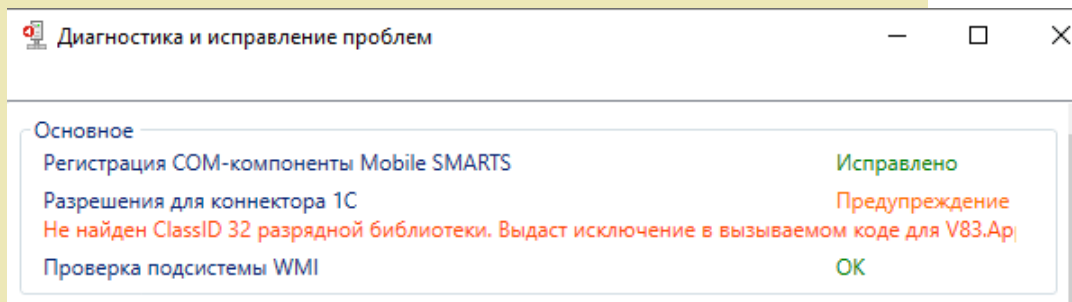 Диагностика и исправление проблем
Основное
Регистрация COM-компоненты Mobile SMARTS Исправлено
Разрешения для коннектора 1С Предупреждение
Не найден ClassID 32 разрядной библиотеки. Выдаст исключение в вызываемом коде для V83.Ap
Проверка подсистемы WMI OK